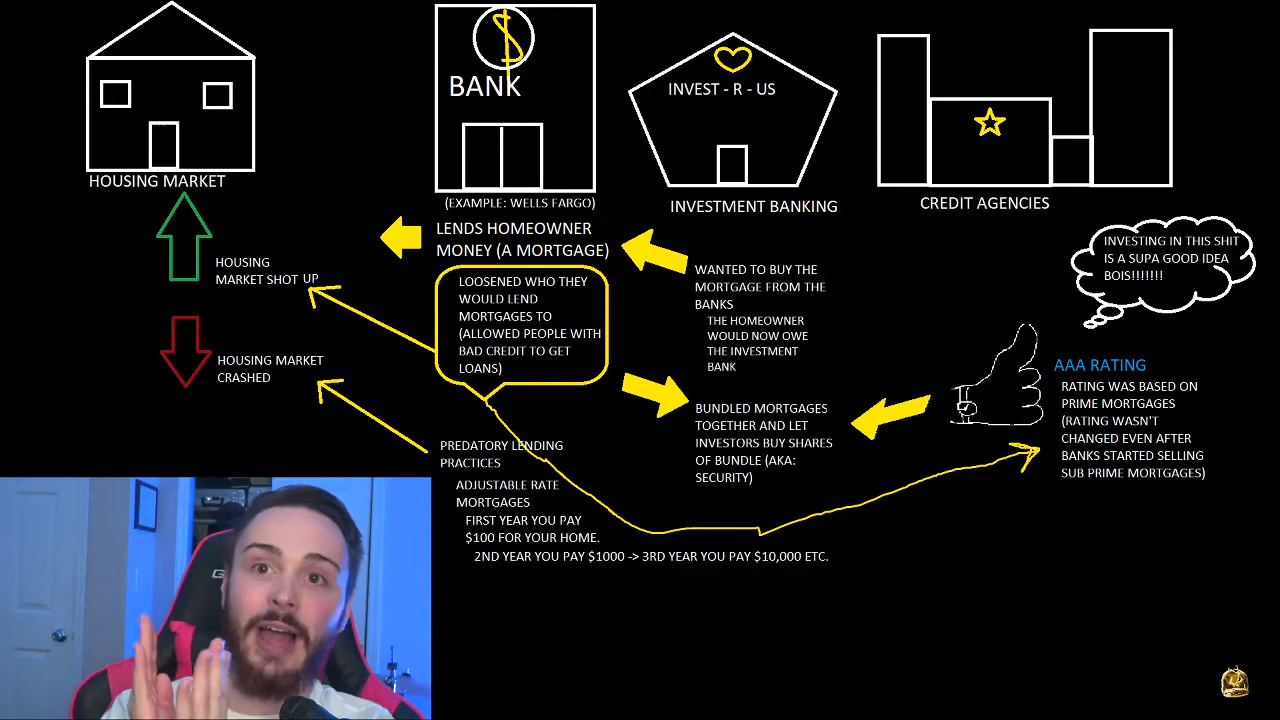 BANK
INVEST - R - US
HOUSING MARKET
(EXAMPLE: WELLS FARGO)
INVESTMENT BANKING
CREDIT AGENCIES
LENDS HOMEOWNER
MONEY (A MORTGAGE)
HOUSING
MARKET SHOT UP
LOOSENED WHO THEY
WOULD LEND
MORTGAGES TO
(ALLOWED PEOPLE WITH
BAD CREDIT TO GET
LOANS)
WANTED TO BUY THE
MORTGAGE FROM THE
BANKS
THE HOMEOWNER
WOULD NOW OWE
THE INVESTMENT
BANK
INVESTING IN THIS SHIT
IS A SUPA GOOD IDEA
BOIS!!!!!!!
HOUSING MARKET
CRASHED
BUNDLED MORTGAGES
TOGETHER AND LET
INVESTORS BUY SHARES
OF BUNDLE (AKA:
SECURITY)
AAA RATING
RATING WAS BASED ON
PRIME MORTGAGES
(RATING WASN'T
CHANGED EVEN AFTER
BANKS STARTED SELLING
SUB PRIME MORTGAGES)
PREDATORY LENDING
PRACTICES
ADJUSTABLE RATE
MORTGAGES
FIRST YEAR YOU PAY
$100 FOR YOUR HOME.
2ND YEAR YOU PAY $1000 -> 3RD YEAR YOU PAY $10,000 ETC.